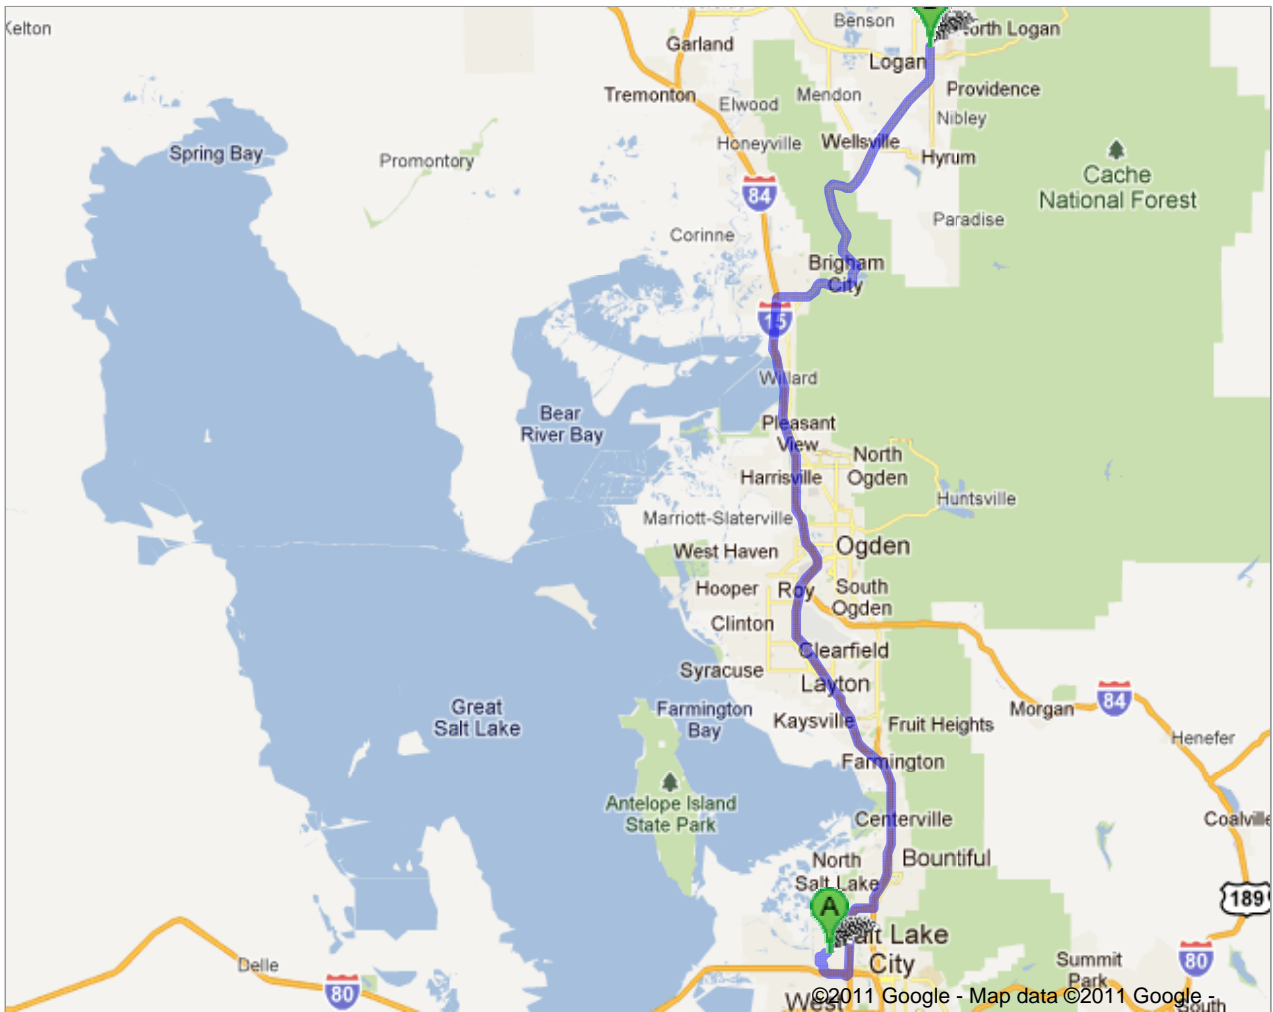 Kelton
Benson
North Logan
Garland
Logan
Tremonton
Elwood
Mendon
Providence
Nibley
Honeyville
Wellsville
Hyrum
Spring Bay
Promontory
Cache
National Forest
84
Paradise
Corinne
Brigham
City
15
Willard
Bear
River Bay
Pleasant
View
North
Ogden
Harrisville
Huntsville
Marriott-Slaterville
West Haven
Ogden
Hooper
Roy
South
Ogden
Clinton
Clearfield
Syracuse
Layton
Great
Salt Lake
Farmington
Bay
Kaysville
Fruit Heights
Morgan
84
Henefer
Farmington
Antelope Island
State Park
Centerville
Coalville
North
Salt Lake
Bountiful
189
A
Salt Lake
City
Delle
80
Summit
Park
80
West
South
©2011 Google - Map data ©2011 Google -